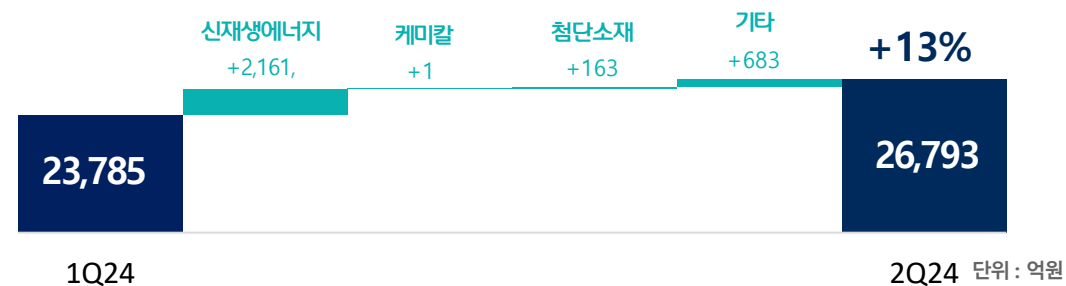 신재생에너지
+2,161,
케미칼
+1
첨단소재
+163
기타
+683
+13%
23,785
26,793
1Q24
2Q24
단위 : 억원